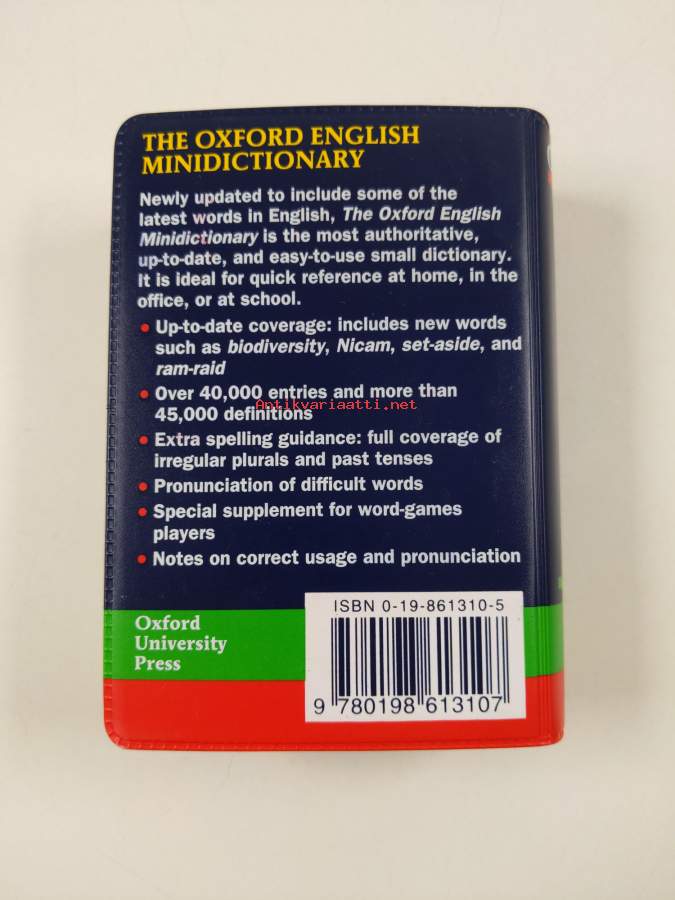 THE OXFORD ENGLISH
MINIDICTIONARY
Newly updated to include some of the
latest words in English, The Oxford English
Minidictionary is the most authoritative,
up-to-date, and easy-to-use small dictionary.
It is ideal for quick reference at home, in the
office, or at school.
• Up-to-date coverage: includes new words
such as biodiversity, Nicam, set-aside, and
ram-raid
• Over 40,000 entries and more than
Antikvariaatti.net
45,000 definitions
• Extra spelling guidance: full coverage of
irregular plurals and past tenses
• Pronunciation of difficult words
• Special supplement for word-games
players
• Notes on correct usage and pronunciation
Oxford
University
Press
ISBN 0-19-861310-5
9 780198 613107